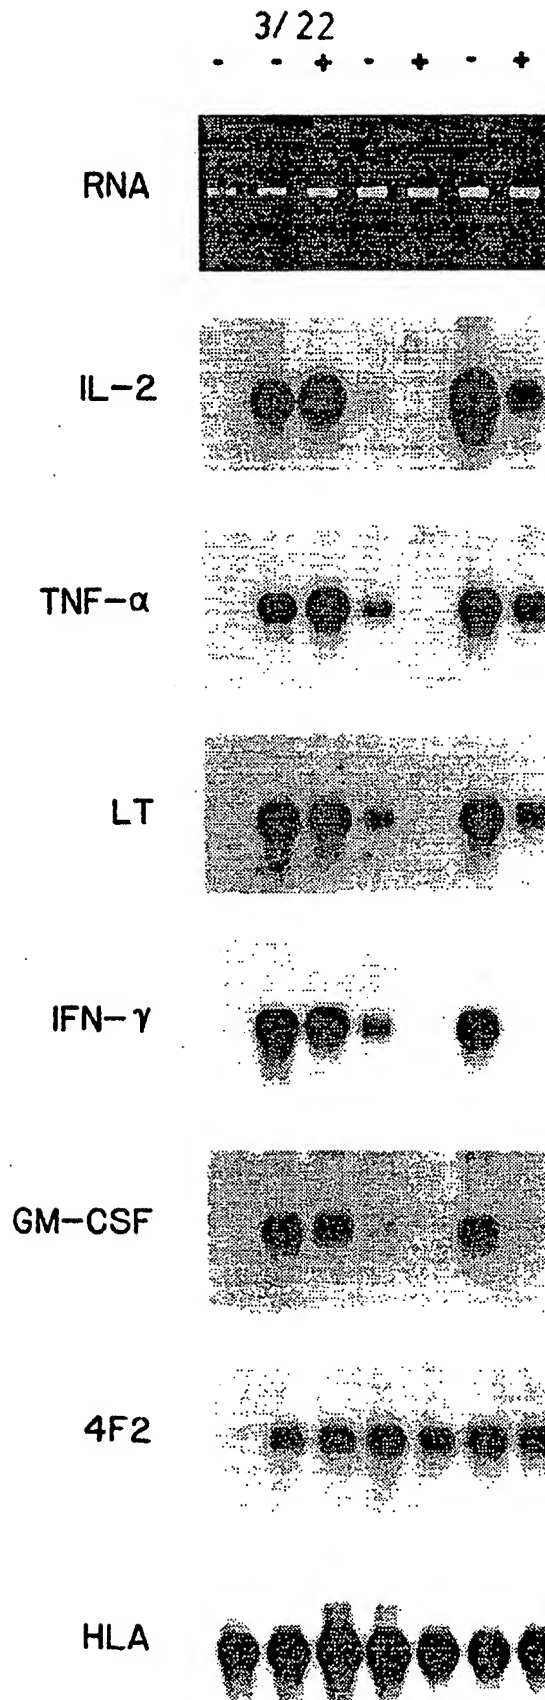 3/22
- - + - + - +
RNA
IL-2
TNF-α
LT
IFN-γ
GM-CSF
4F2
HLA